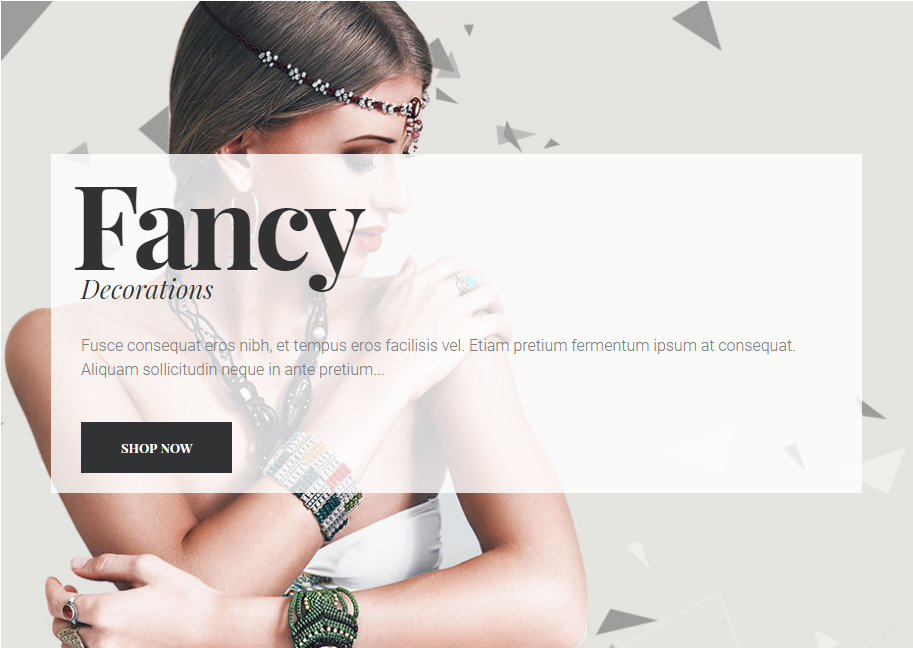 Fancy
Decorations
Fusce consequat eros nibh, et tempus eros facilisis vel. Etiam pretium fermentum ipsum at consequat.
Aliquam sollicitudin neque in ante pretium...
SHOP NOW